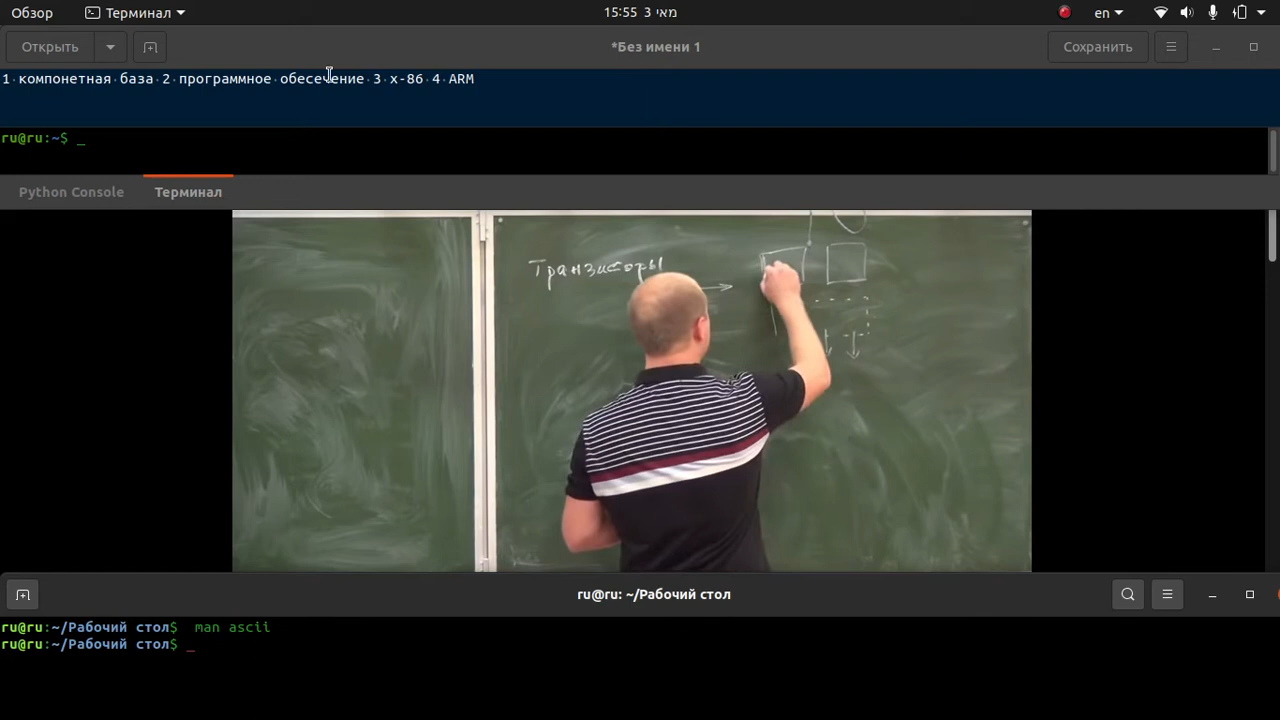 Обзор Терминал 15:55 3 מאי en
Открыть *Без имени 1 Сохранить
1 компонетная база 2 программное обесечение 3 x-86 4 ARM
ru@ru:~$ _
Python Console Терминал
Транзисторы
ru@ru: ~/Рабочий стол
ru@ru:~/Рабочий стол$ man ascii
ru@ru:~/Рабочий стол$ _